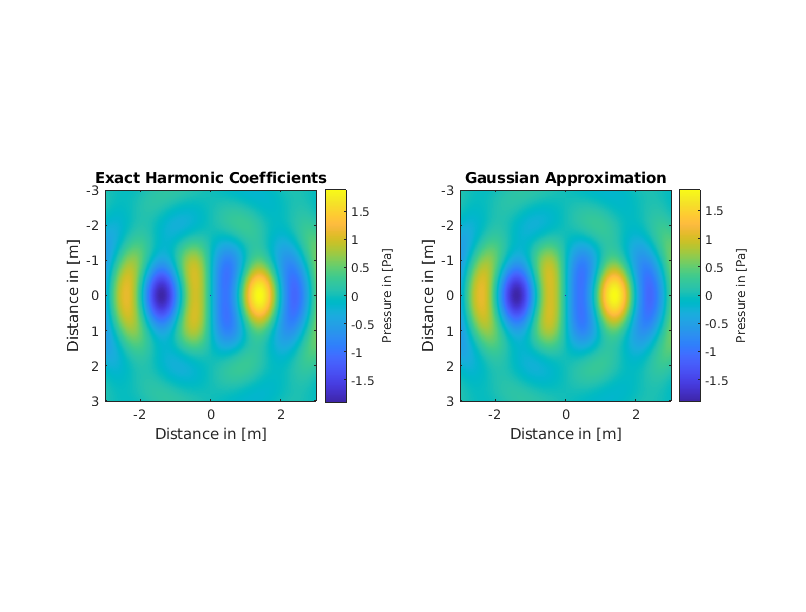 Exact Harmonic Coefficients
-3
-2
-1
0
1
2
3
Distance in [m]
-2 0 2
Distance in [m]
1.5
1
0.5
0
-0.5
-1
-1.5
Pressure in [Pa]
Gaussian Approximation
-3
-2
-1
0
1
2
3
Distance in [m]
-2 0 2
Distance in [m]
1.5
1
0.5
0
-0.5
-1
-1.5
Pressure in [Pa]